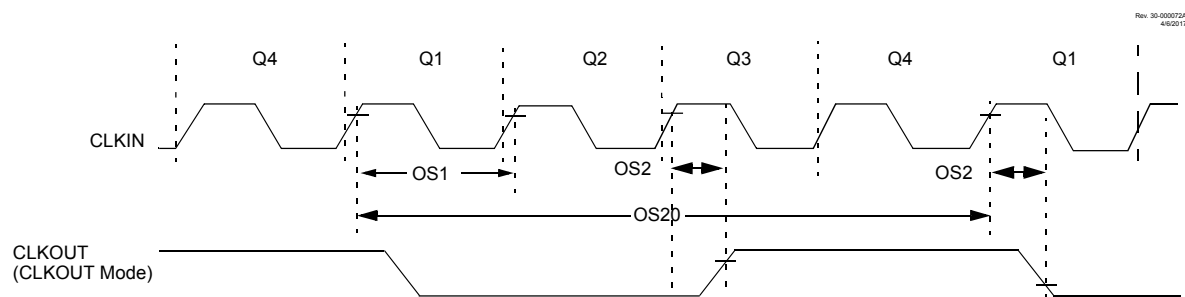 Rev. 30-000072A
4/6/2017
Q4 Q1 Q2 Q3 Q4 Q1
CLKIN
OS1 OS2 OS2
OS20
CLKOUT
(CLKOUT Mode)